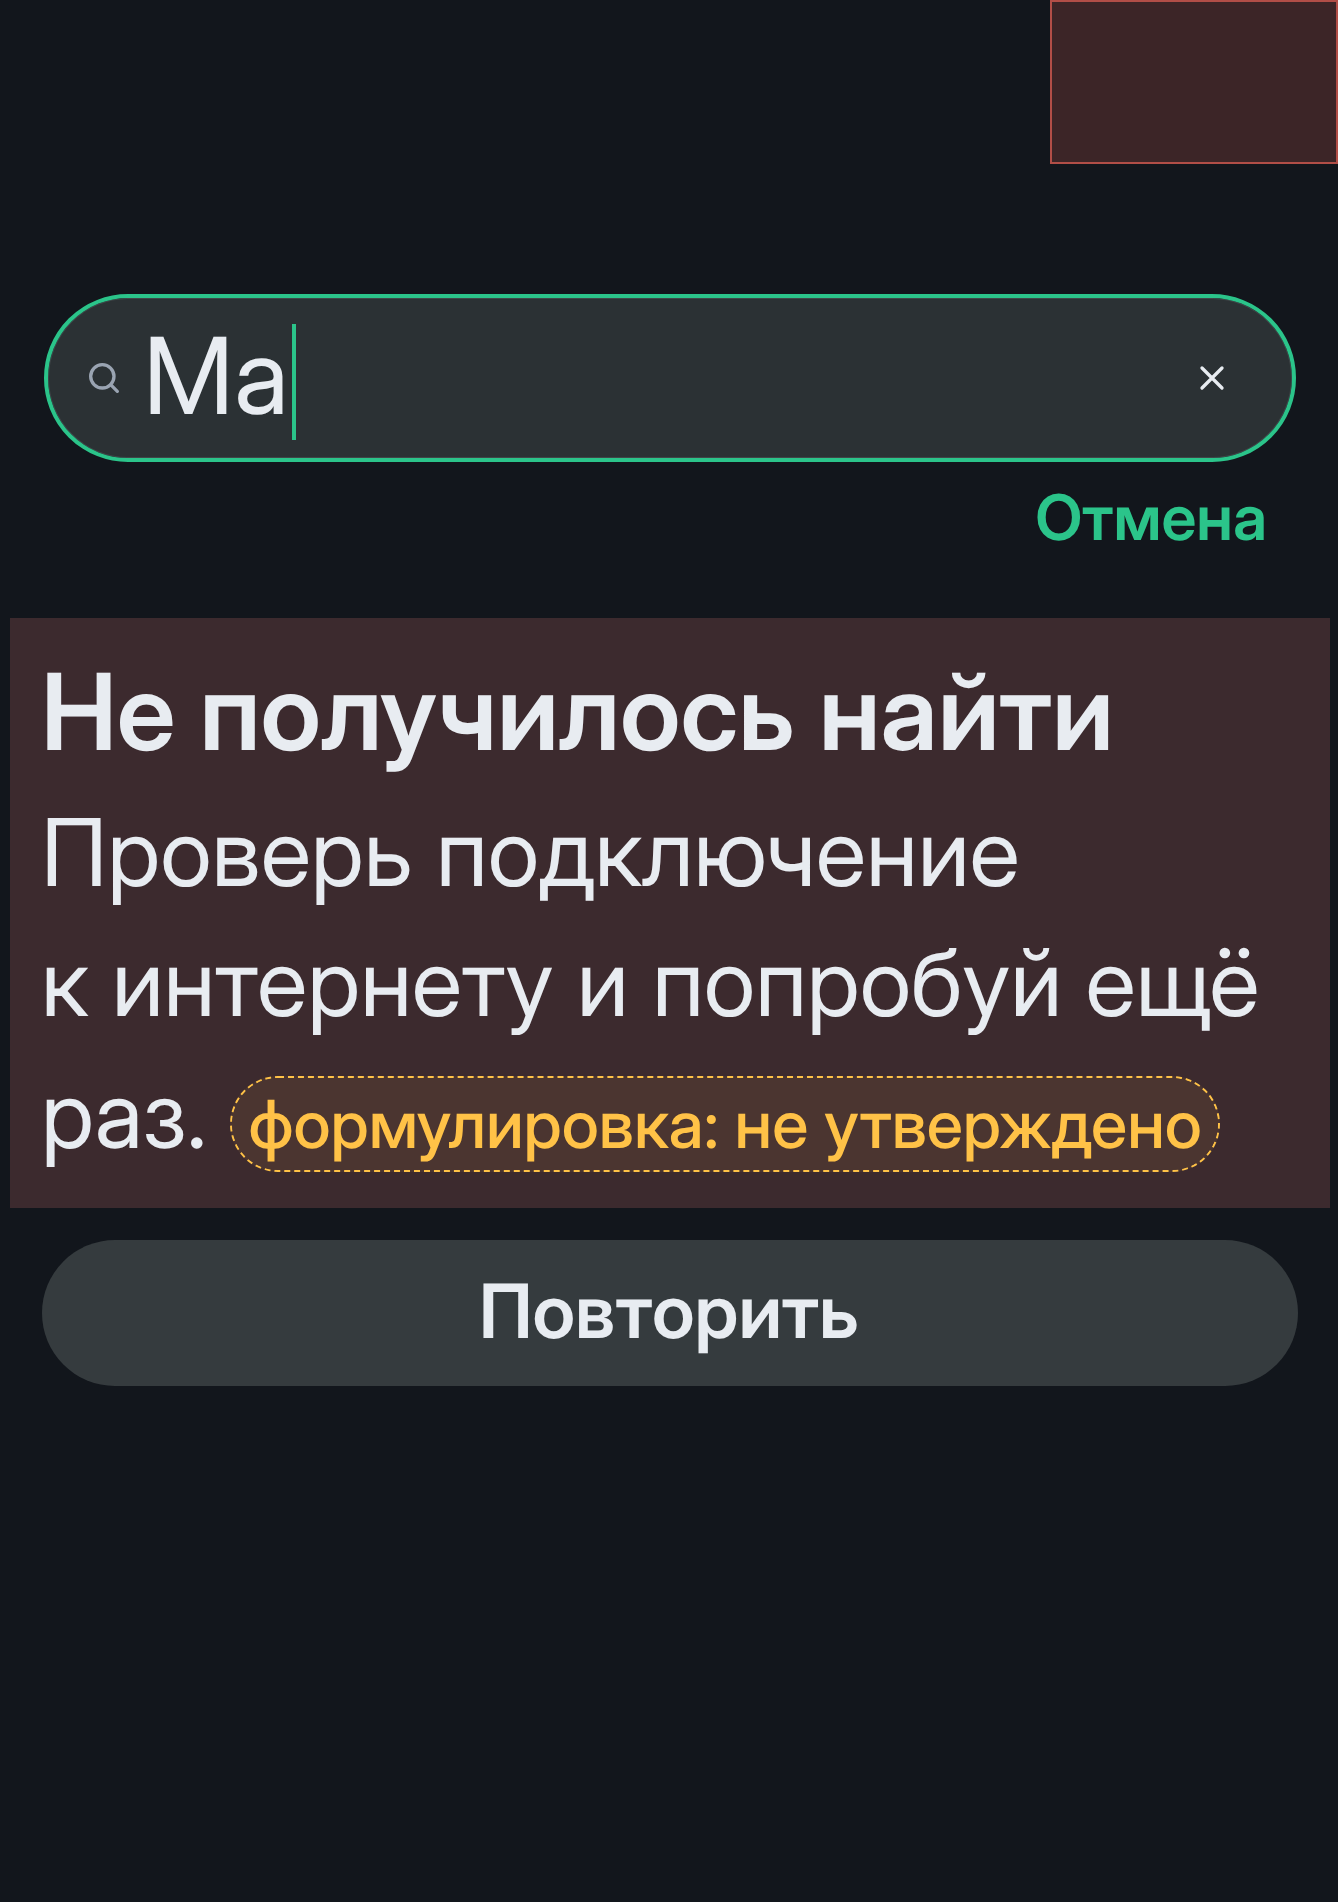 Ма
Отмена
Не получилось найти
Проверь подключение
к интернету и попробуй ещё
раз. формулировка: не утверждено
Повторить